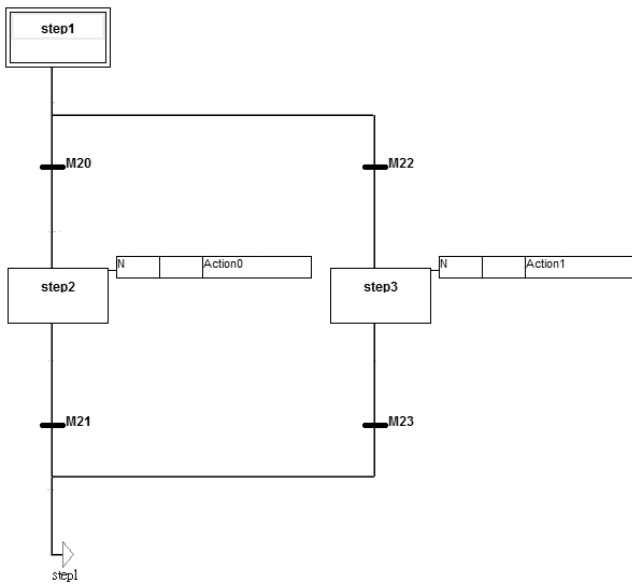 step1
M20
M22
N Action0
N Action1
step2
step3
M21
M23
step1